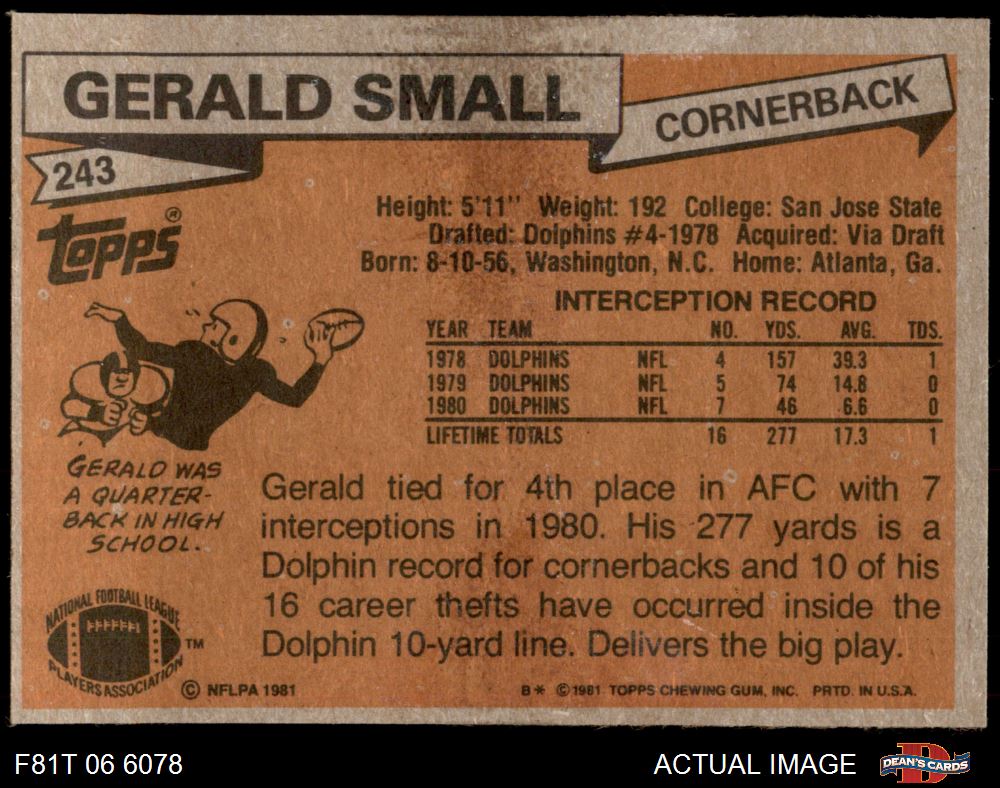 GERALD SMALL
CORNERBACK
243
TOPPS®
Height: 5'11" Weight: 192 College: San Jose State
Drafted: Dolphins #4-1978 Acquired: Via Draft
Born: 8-10-56, Washington, N.C. Home: Atlanta, Ga.
INTERCEPTION RECORD
YEAR TEAM NO. YDS. AVG. TDS.
1978 DOLPHINS NFL 4 157 39.3 1
1979 DOLPHINS NFL 5 74 14.8 0
1980 DOLPHINS NFL 7 46 6.6 0
LIFETIME TOTALS 16 277 17.3 1
GERALD WAS
A QUARTER-
BACK IN HIGH
SCHOOL.
Gerald tied for 4th place in AFC with 7
interceptions in 1980. His 277 yards is a
Dolphin record for cornerbacks and 10 of his
16 career thefts have occurred inside the
Dolphin 10-yard line. Delivers the big play.
NATIONAL FOOTBALL LEAGUE
PLAYERS ASSOCIATION
TM
© NFLPA 1981
B* © 1981 TOPPS CHEWING GUM, INC. PRTD. IN U.S.A.
F81T 06 6078
ACTUAL IMAGE
D
DEAN'S CARDS